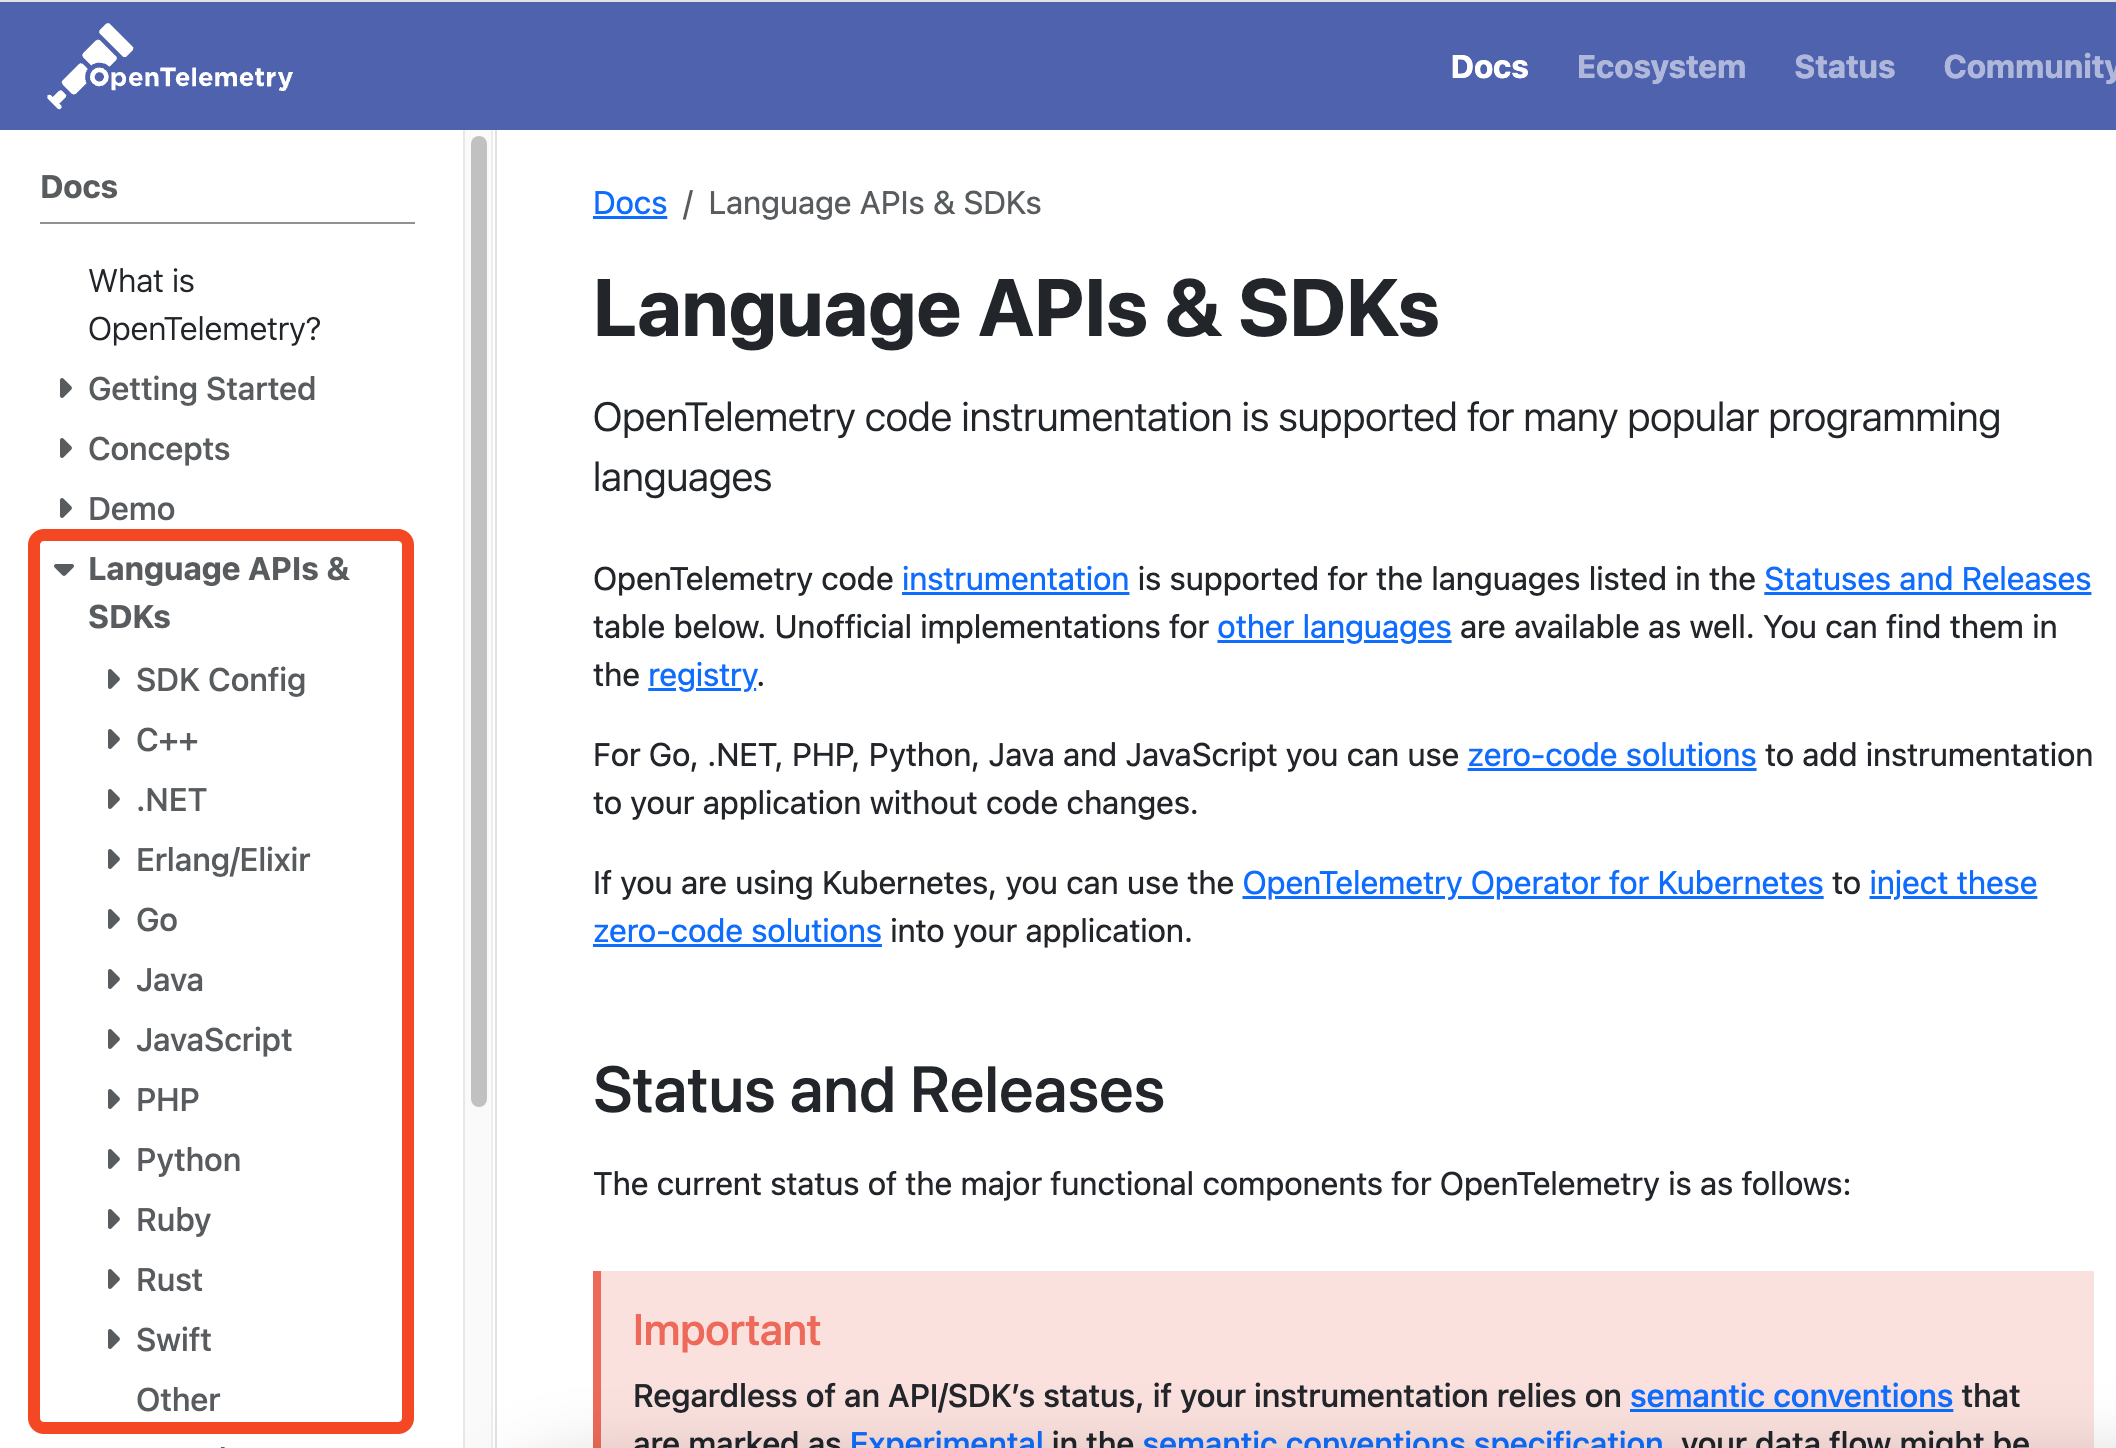 OpenTelemetry
Docs Ecosystem Status Community
Docs
What is
OpenTelemetry?
Getting Started
Concepts
Demo
Language APIs &
SDKs
SDK Config
C++
.NET
Erlang/Elixir
Go
Java
JavaScript
PHP
Python
Ruby
Rust
Swift
Other
Docs / Language APIs & SDKs
Language APIs & SDKs
OpenTelemetry code instrumentation is supported for many popular programming
languages
OpenTelemetry code instrumentation is supported for the languages listed in the Statuses and Releases
table below. Unofficial implementations for other languages are available as well. You can find them in
the registry.
For Go, .NET, PHP, Python, Java and JavaScript you can use zero-code solutions to add instrumentation
to your application without code changes.
If you are using Kubernetes, you can use the OpenTelemetry Operator for Kubernetes to inject these
zero-code solutions into your application.
Status and Releases
The current status of the major functional components for OpenTelemetry is as follows:
Important
Regardless of an API/SDK’s status, if your instrumentation relies on semantic conventions that
are marked as Experimental in the semantic conventions specification, your data flow might be